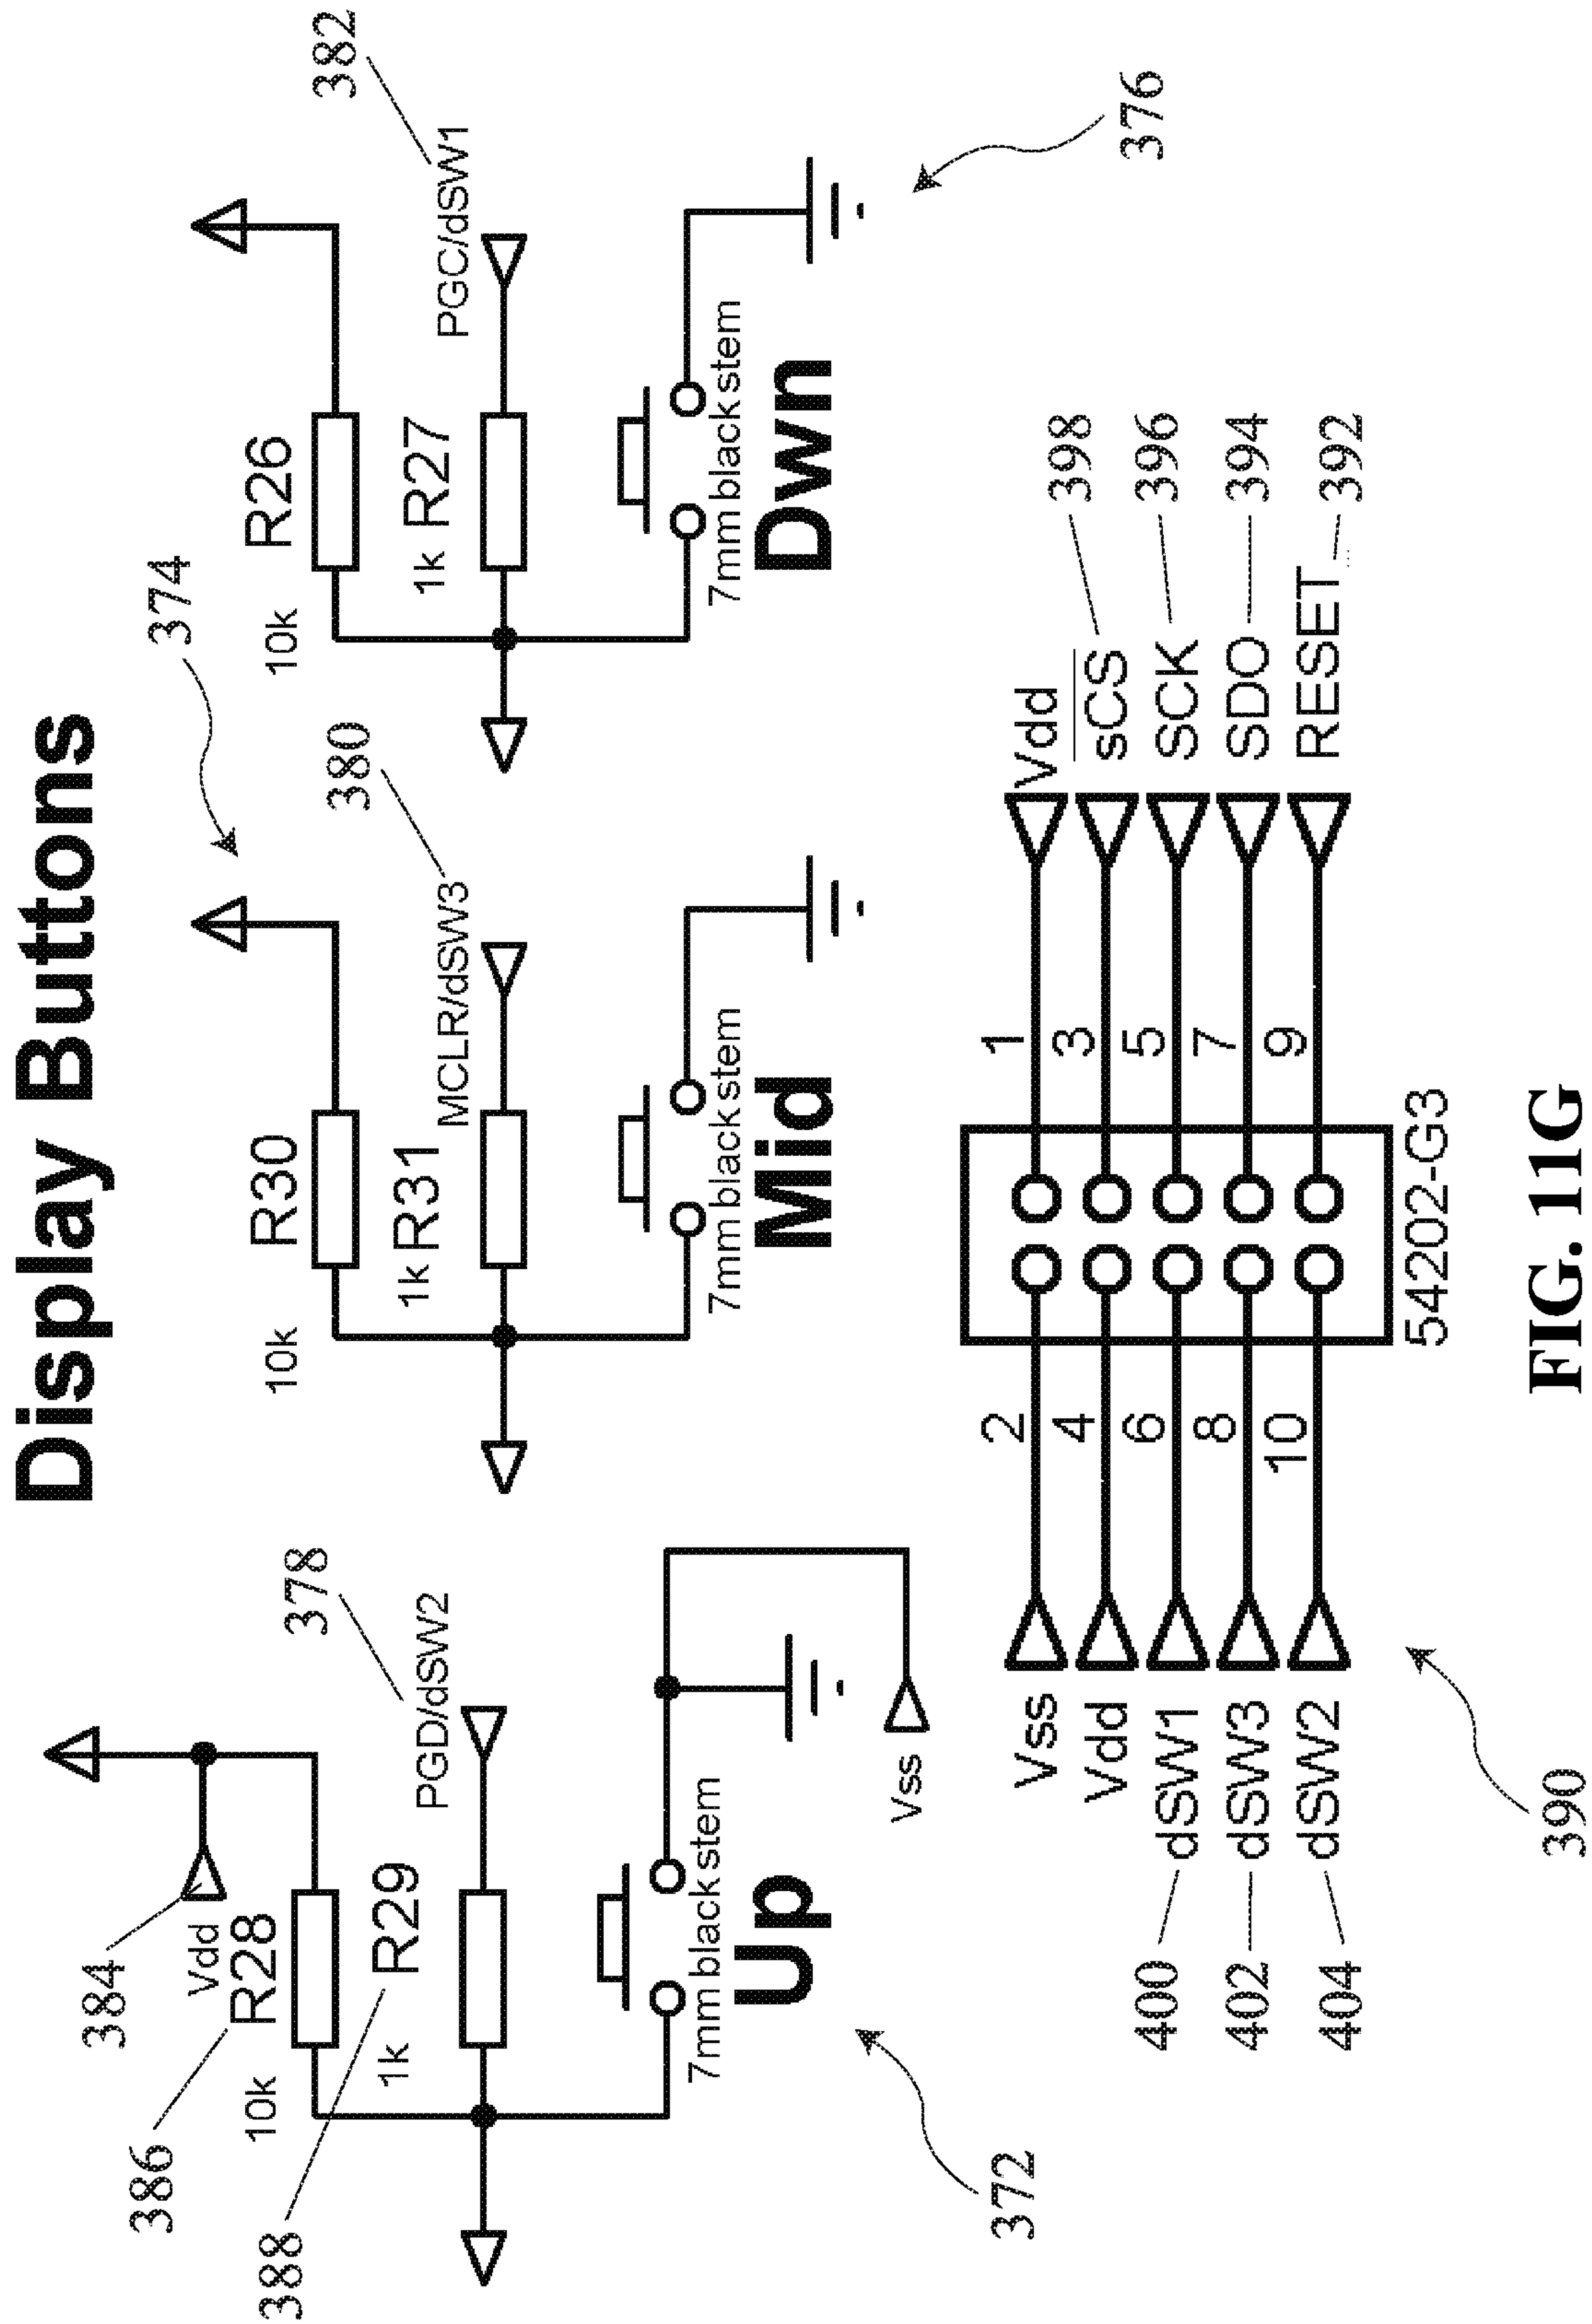 Display Buttons
384
Vdd
386
R28
10k
388
R29
1k
378
PGD/dSW2
7mm black stem
Up
Vss
372
374
R30
10k
380
1k R31
MCLR/dSW3
7mm black stem
Mid
R26
10k
382
1k R27
PGC/dSW1
7mm black stem
Dwn
376
Vss 2 1 Vdd
Vdd 4 3 sCS 398
400 dSW1 6 5 SCK 396
402 dSW3 8 7 SDO 394
404 dSW2 10 9 RESET 392
54202-G3
390
FIG. 11G